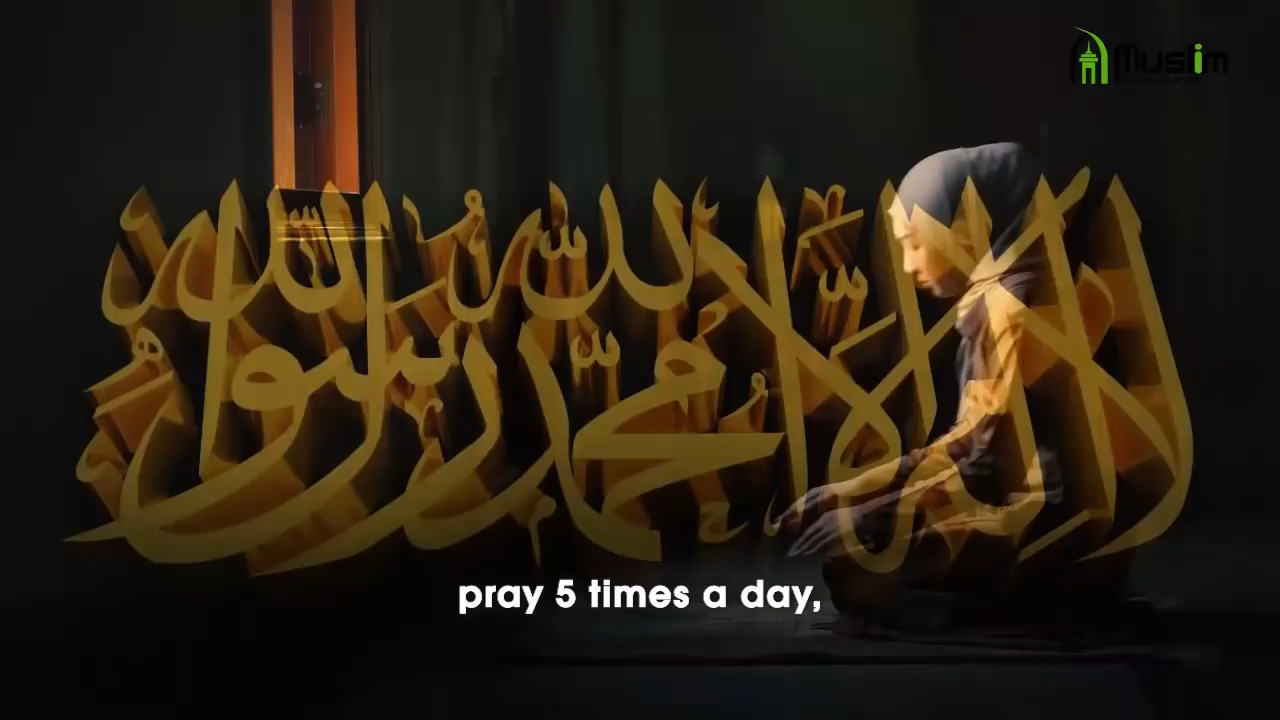 Muslim
لا إله إلا الله
محمد رسول الله
pray 5 times a day,